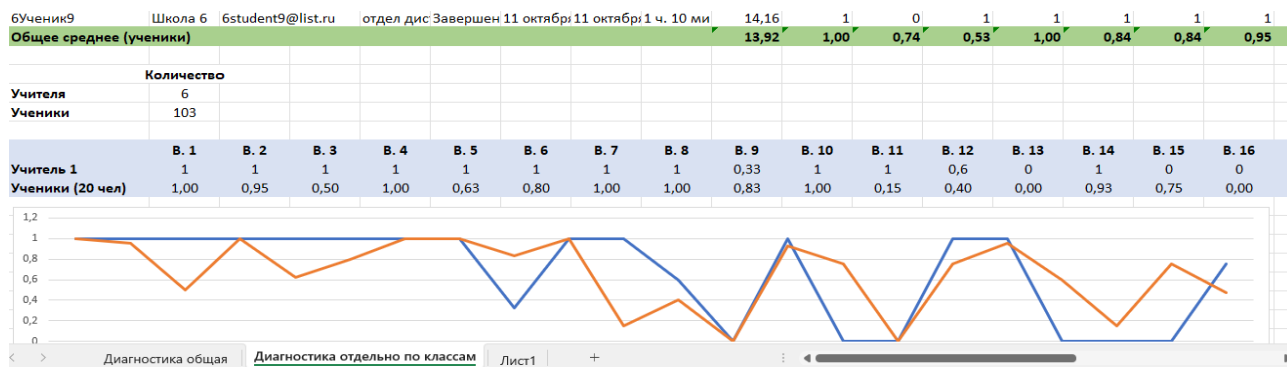 6Ученик9 Школа 6 6student9@list.ru отдел дис Завершен 11 октябр 11 октябр 1 ч. 10 ми 14,16 1 0 1 1 1 1 1
Общее среднее (ученики) 13,92 1,00 0,74 0,53 1,00 0,84 0,84 0,95
Количество
Учителя 6
Ученики 103
В. 1 В. 2 В. 3 В. 4 В. 5 В. 6 В. 7 В. 8 В. 9 В. 10 В. 11 В. 12 В. 13 В. 14 В. 15 В. 16
Учитель 1 1 1 1 1 1 1 1 1 0,33 1 1 0,6 0 1 0 0
Ученики (20 чел) 1,00 0,95 0,50 1,00 0,63 0,80 1,00 1,00 0,83 1,00 0,15 0,40 0,00 0,93 0,75 0,00
1,2
1
0,8
0,6
0,4
0,2
0
Диагностика общая Диагностика отдельно по классам Лист1 +